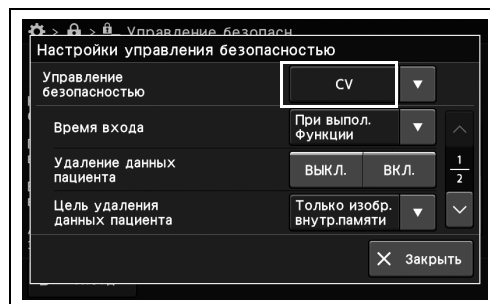 > > Управление безопасн
Настройки управления безопасностью
Управление
безопасностью
CV
Время входа
При выпол.
Функции
Удаление данных
пациента
ВЫКЛ.
ВКЛ.
1
2
Цель удаления
данных пациента
Только изобр.
внутр.памяти
Закрыть